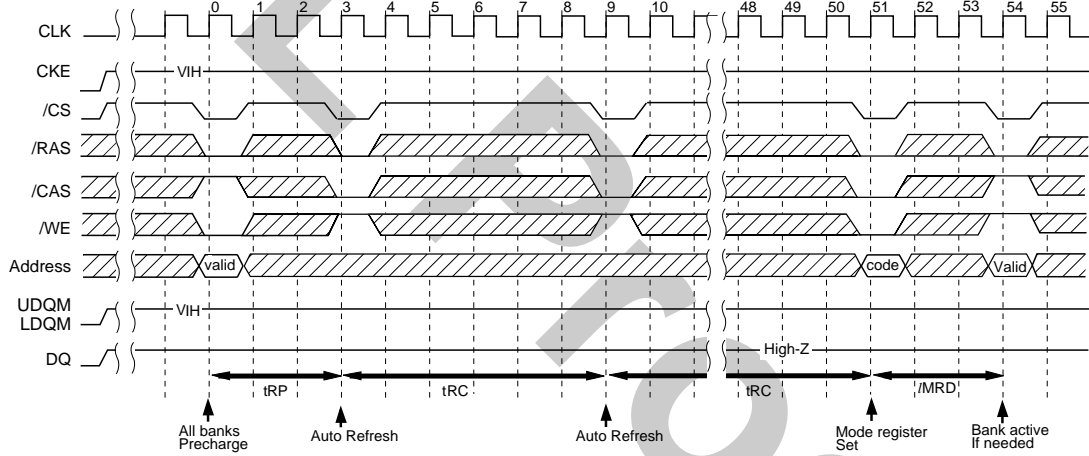 0 1 2 3 4 5 6 7 8 9 10 48 49 50 51 52 53 54 55
CLK
CKE VIH
/CS
/RAS
/CAS
/WE
Address valid code Valid
UDQM
LDQM VIH
DQ High-Z
tRP tRC tRC lMRD
All banks
Precharge
Auto Refresh
Auto Refresh
Mode register
Set
Bank active
If needed
L Pro